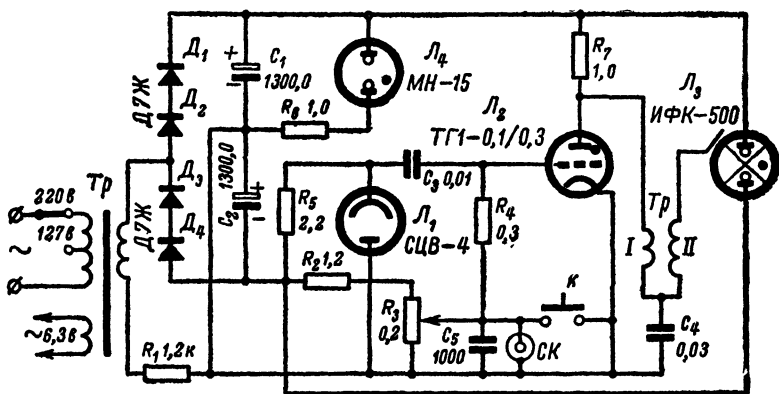 Д₁
Д7Ж
Д₂
Д₃
Д7Ж
Д₄
+
C₁
1300,0
-
1300,0
+
C₂
-
R₆ 1,0
Л₄
МН-15
R₇
1,0
Л₃
ИФК-500
Л₂
ТГ1-0,1/0,3
C₃ 0,01
R₅
2,2
Л₁
СЦВ-4
R₄
0,3
Тр
220в
127в
~
~6,3в
Тр
I
II
R₂ 1,2
R₃
0,2
К
C₅
1000
СК
C₄
0,03
R₁ 1,2к